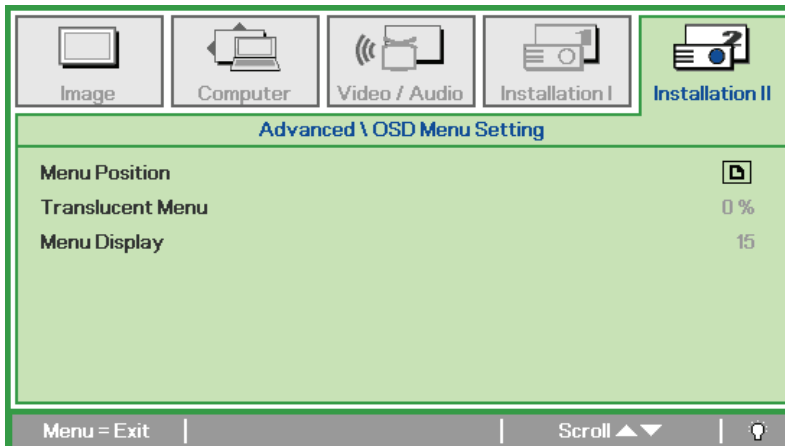 Image
Computer
Video / Audio
Installation I
Installation II
Advanced \ OSD Menu Setting
Menu Position
Translucent Menu 0 %
Menu Display 15
Menu = Exit Scroll ▲▼